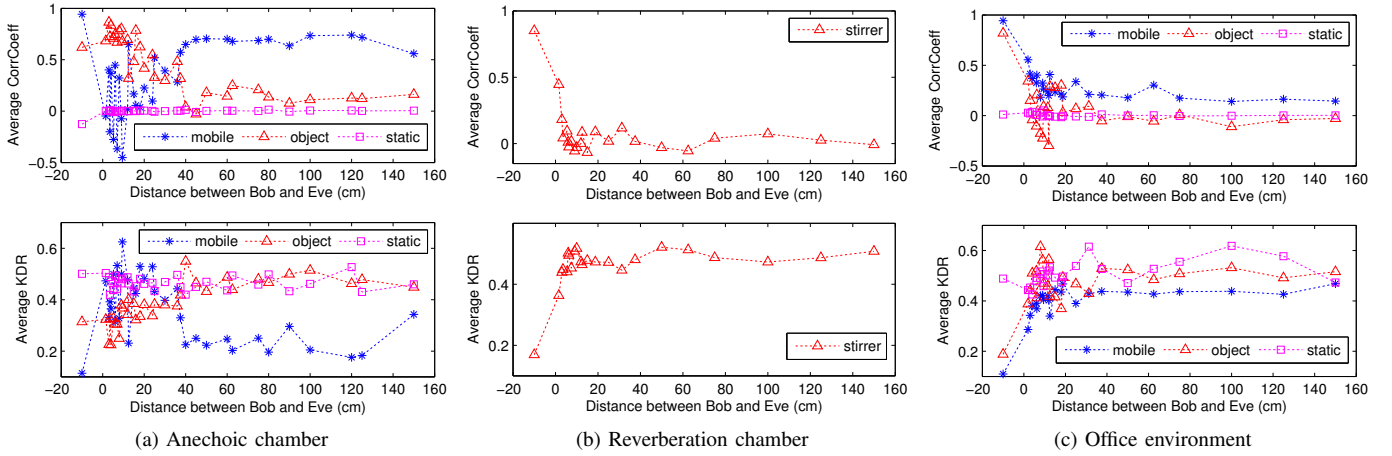 1
0.5
0
−0.5
Average CorrCoeff
mobile object static
−20 0 20 40 60 80 100 120 140 160
Distance between Bob and Eve (cm)
0.6
0.4
0.2
Average KDR
mobile object static
−20 0 20 40 60 80 100 120 140 160
Distance between Bob and Eve (cm)
(a) Anechoic chamber
1
0.5
0
Average CorrCoeff
stirrer
−20 0 20 40 60 80 100 120 140 160
Distance between Bob and Eve (cm)
0.6
0.4
0.2
Average KDR
stirrer
−20 0 20 40 60 80 100 120 140 160
Distance between Bob and Eve (cm)
(b) Reverberation chamber
1
0.5
0
−0.5
Average CorrCoeff
mobile object static
−20 0 20 40 60 80 100 120 140 160
Distance between Bob and Eve (cm)
0.6
0.4
0.2
Average KDR
mobile object static
−20 0 20 40 60 80 100 120 140 160
Distance between Bob and Eve (cm)
(c) Office environment